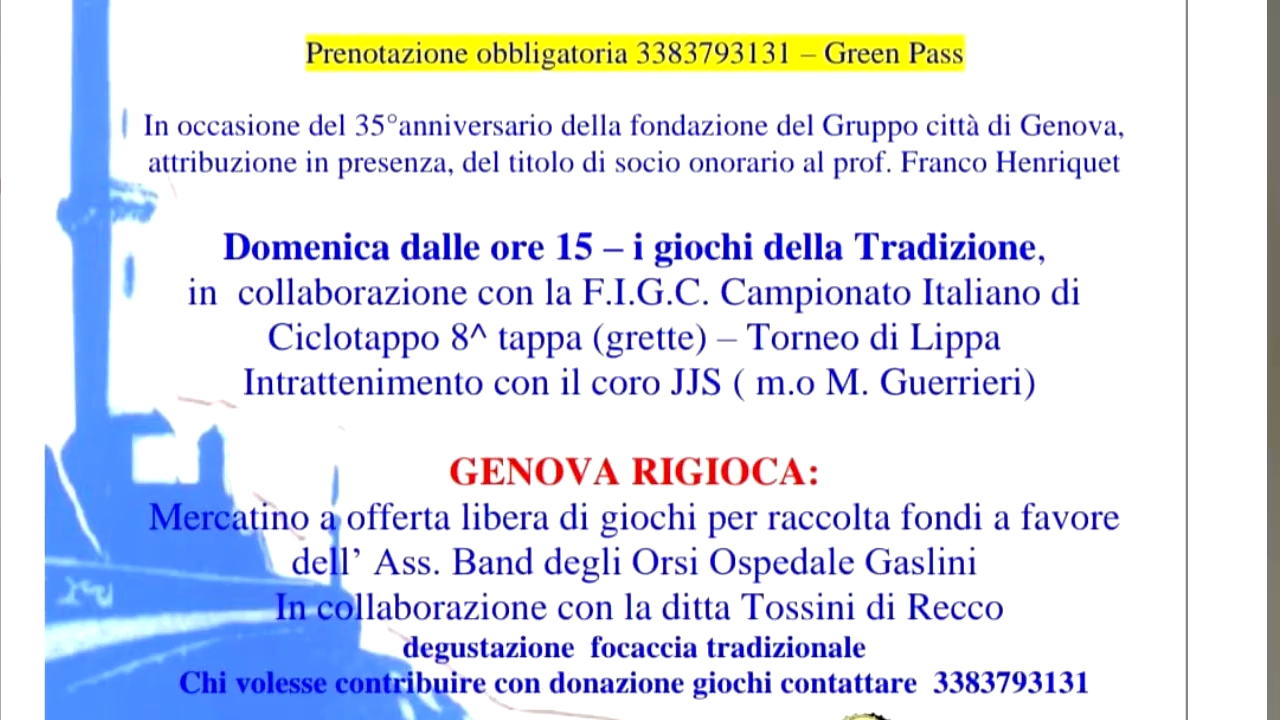 Prenotazione obbligatoria 3383793131 – Green Pass
In occasione del 35°anniversario della fondazione del Gruppo città di Genova,
attribuzione in presenza, del titolo di socio onorario al prof. Franco Henriquet
Domenica dalle ore 15 – i giochi della Tradizione,
in  collaborazione con la F.I.G.C. Campionato Italiano di
Ciclotappo 8^ tappa (grette) – Torneo di Lippa
Intrattenimento con il coro JJS ( m.o M. Guerrieri)
GENOVA RIGIOCA:
Mercatino a offerta libera di giochi per raccolta fondi a favore
dell’ Ass. Band degli Orsi Ospedale Gaslini
In collaborazione con la ditta Tossini di Recco
degustazione  focaccia tradizionale
Chi volesse contribuire con donazione giochi contattare  3383793131